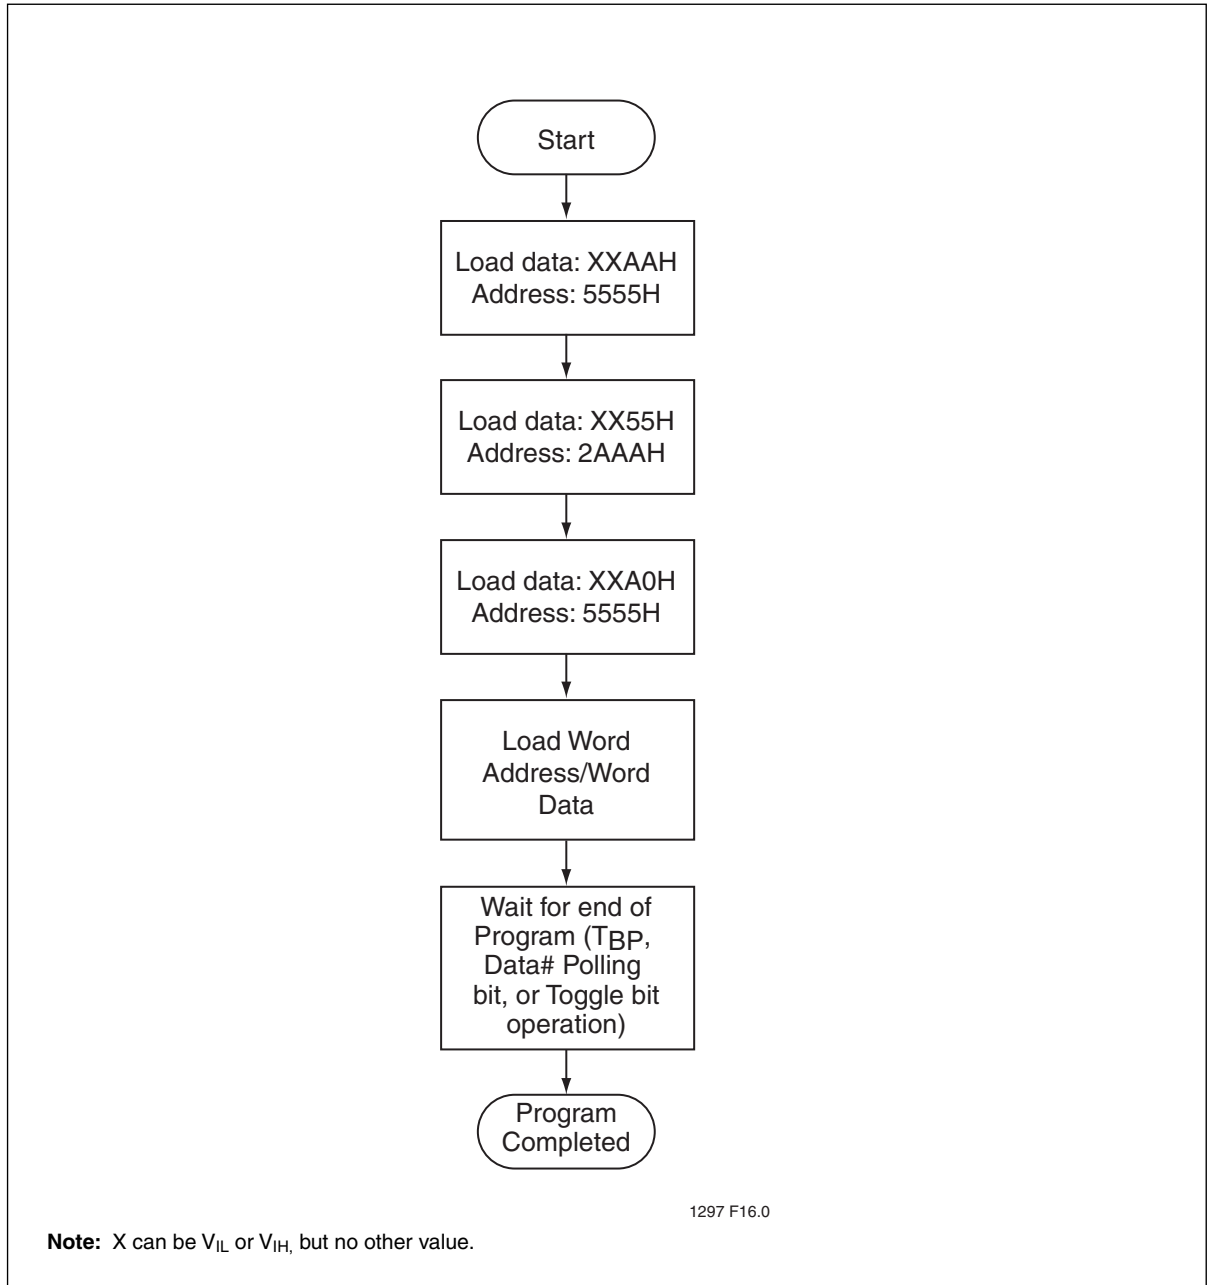 Start
Load data: XXAAH
Address: 5555H
Load data: XX55H
Address: 2AAAH
Load data: XXA0H
Address: 5555H
Load Word
Address/Word
Data
Wait for end of
Program (TBP,
Data# Polling
bit, or Toggle bit
operation)
Program
Completed
1297 F16.0
Note: X can be VIL or VIH, but no other value.